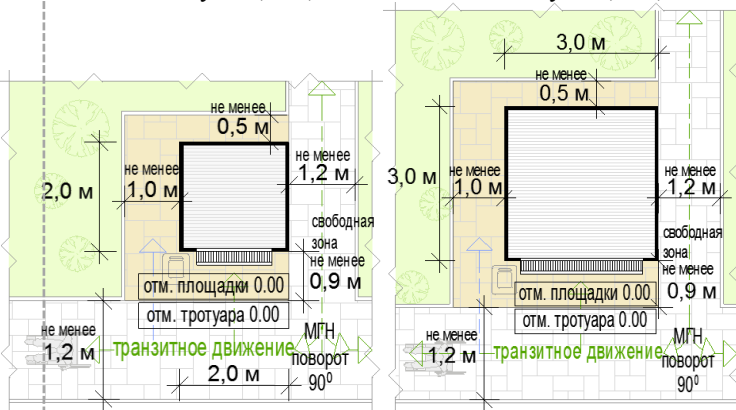 не менее
0,5 м
не менее
1,0 м
2,0 м
не менее
1,2 м
свободная
зона
не менее
0,9 м
отм. площадки 0.00
отм. тротуара 0.00
не менее
1,2 м
транзитное движение
МГН
поворот
90⁰
2,0 м
3,0 м
не менее
0,5 м
3,0 м
не менее
1,0 м
не менее
1,2 м
свободная
зона
не менее
0,9 м
отм. площадки 0.00
отм. тротуара 0.00
не менее
1,2 м
транзитное движение
МГН
поворот
90⁰